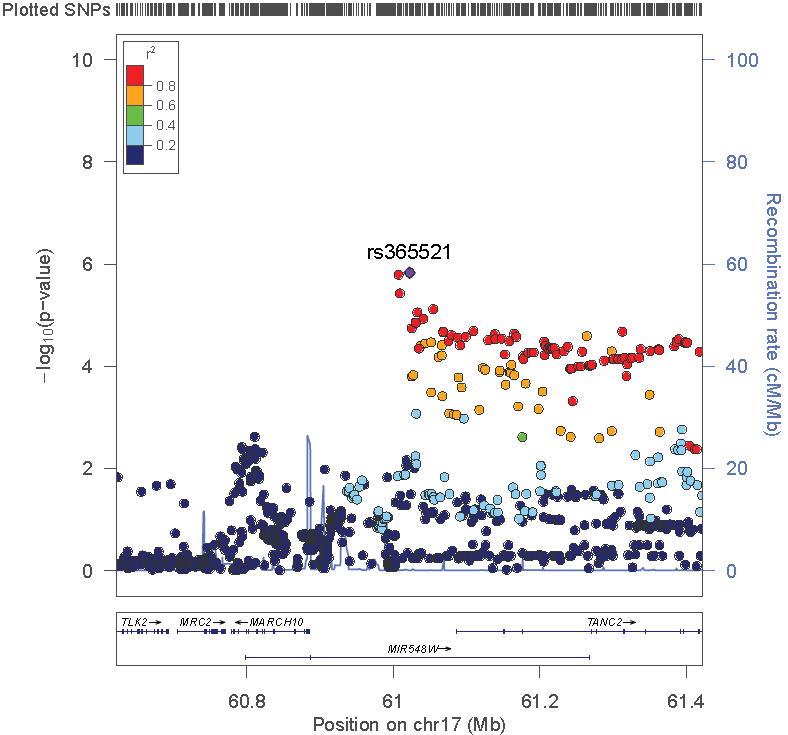 Plotted SNPs
r2
0.8
0.6
0.4
0.2
rs365521
10
8
6
4
2
0
−log10(p−value)
100
80
60
40
20
0
Recombination rate (cM/Mb)
TLK2
MRC2
MARCH10
TANC2
MIR548W
60.8
61
61.2
61.4
Position on chr17 (Mb)